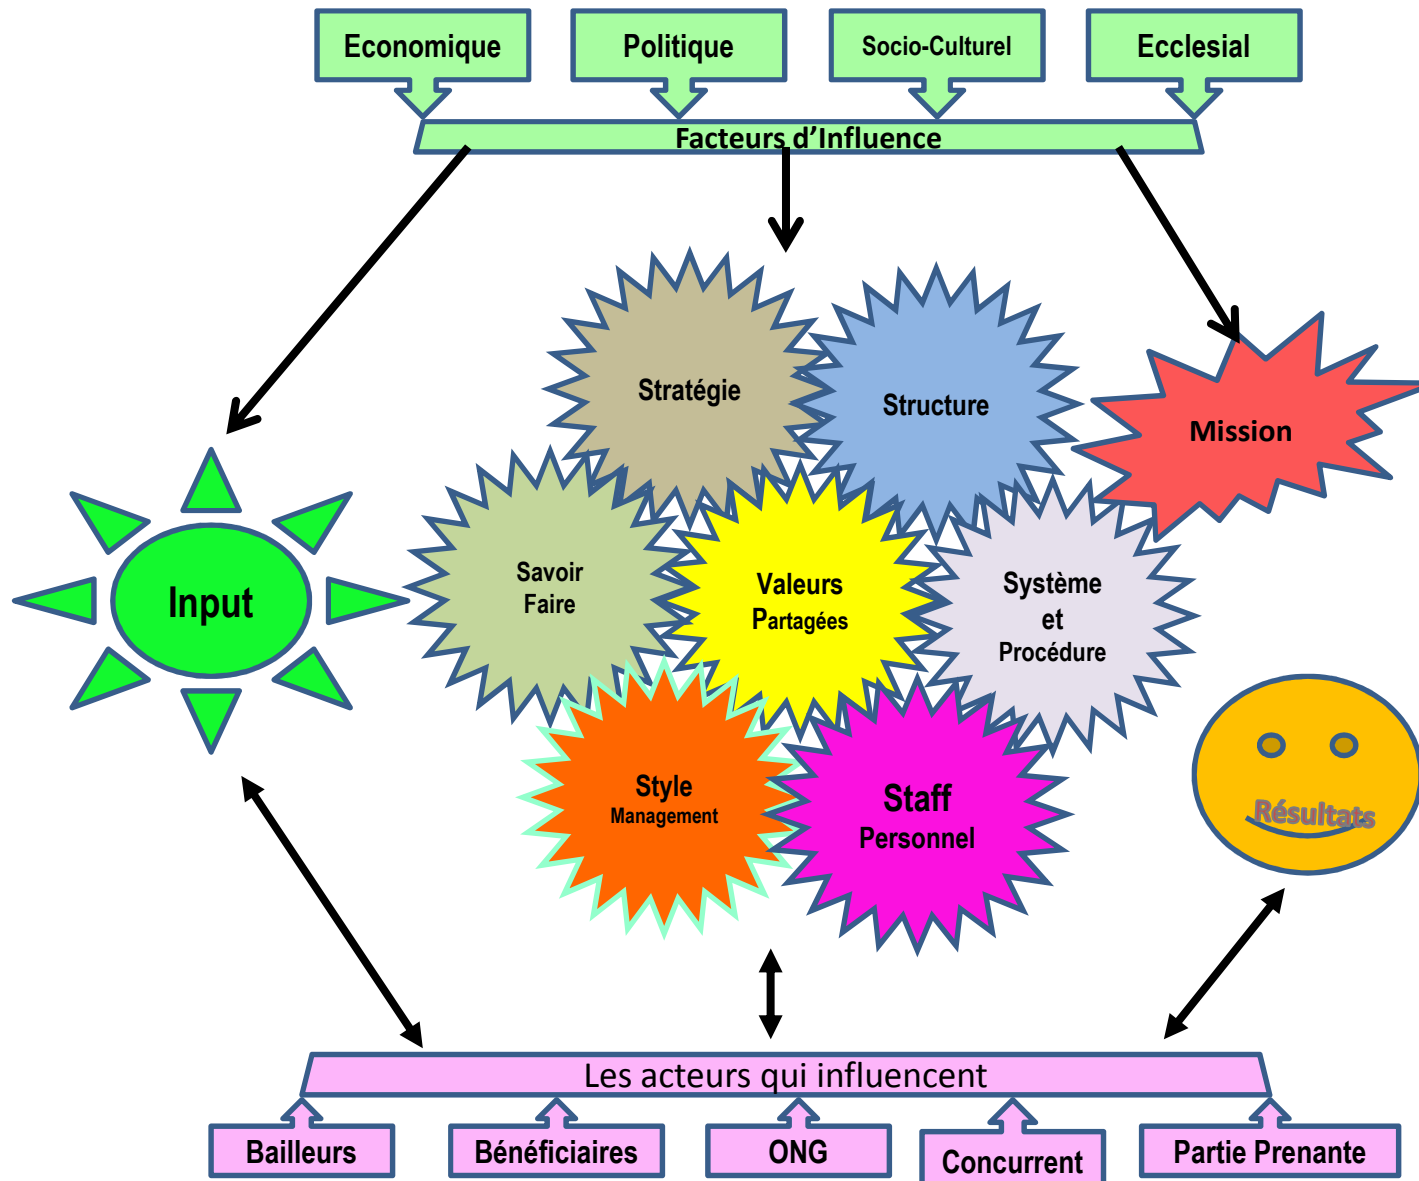 Economique
Politique
Socio-Culturel
Ecclesial
Facteurs d’Influence
Stratégie
Structure
Mission
Input
Savoir
Faire
Valeurs
Partagées
Système
et
Procédure
Style
Management
Staff
Personnel
Résultats
Les acteurs qui influencent
Bailleurs
Bénéficiaires
ONG
Concurrent
Partie Prenante